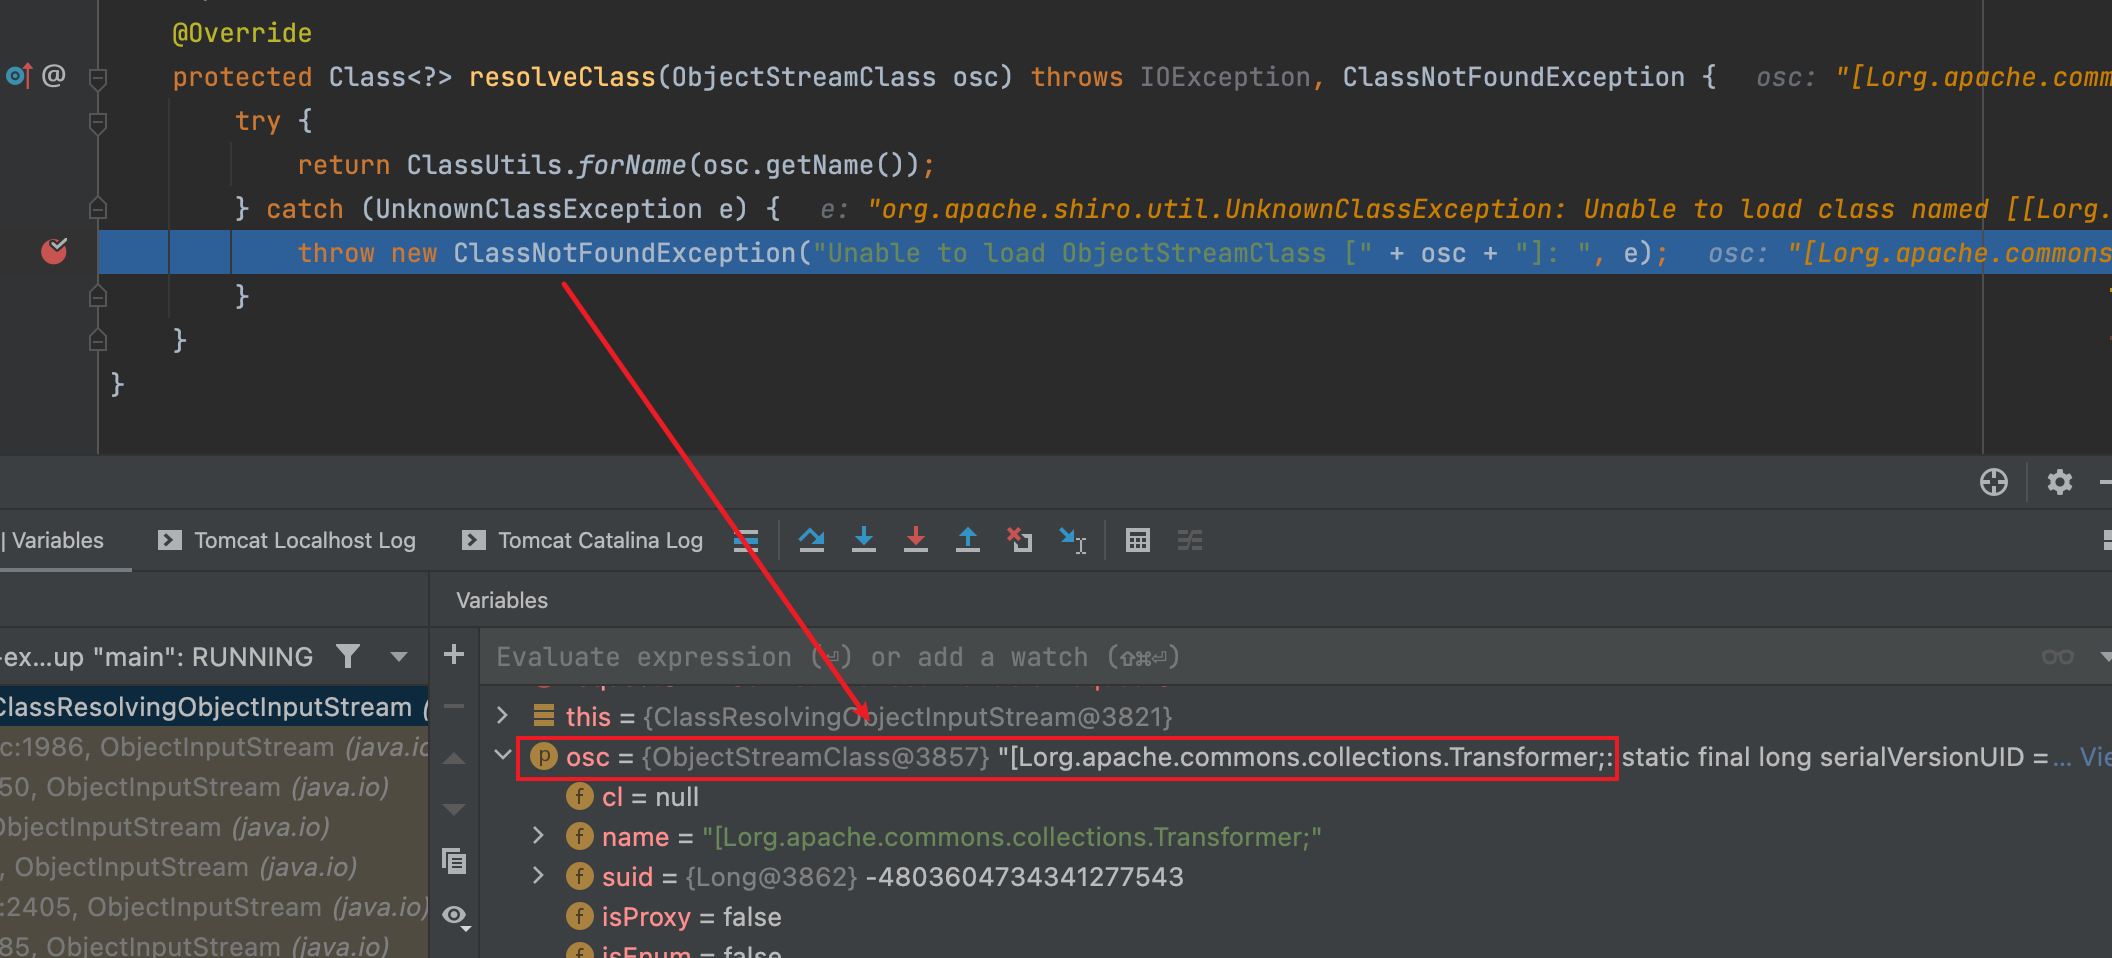 @Override
@ protected Class<?> resolveClass(ObjectStreamClass osc) throws IOException, ClassNotFoundException { osc: "[Lorg.apache.comm
try {
return ClassUtils.forName(osc.getName());
} catch (UnknownClassException e) { e: "org.apache.shiro.util.UnknownClassException: Unable to load class named [[Lorg.
throw new ClassNotFoundException("Unable to load ObjectStreamClass [" + osc + "]: ", e); osc: "[Lorg.apache.commons
}
}
}
Variables Tomcat Localhost Log Tomcat Catalina Log
Variables
-ex...up "main": RUNNING
Evaluate expression (⏎) or add a watch (⇧⌘⏎)
ClassResolvingObjectInputStream (
c:1986, ObjectInputStream (java.io
50, ObjectInputStream (java.io)
ObjectInputStream (java.io)
, ObjectInputStream (java.io)
:2405, ObjectInputStream (java.io)
85, ObjectInputStream (java.io)
this = {ClassResolvingObjectInputStream@3821}
p osc = {ObjectStreamClass@3857} "[Lorg.apache.commons.collections.Transformer;: static final long serialVersionUID =... Vie
f cl = null
f name = "[Lorg.apache.commons.collections.Transformer;"
f suid = {Long@3862} -4803604734341277543
f isProxy = false
f isEnum = false